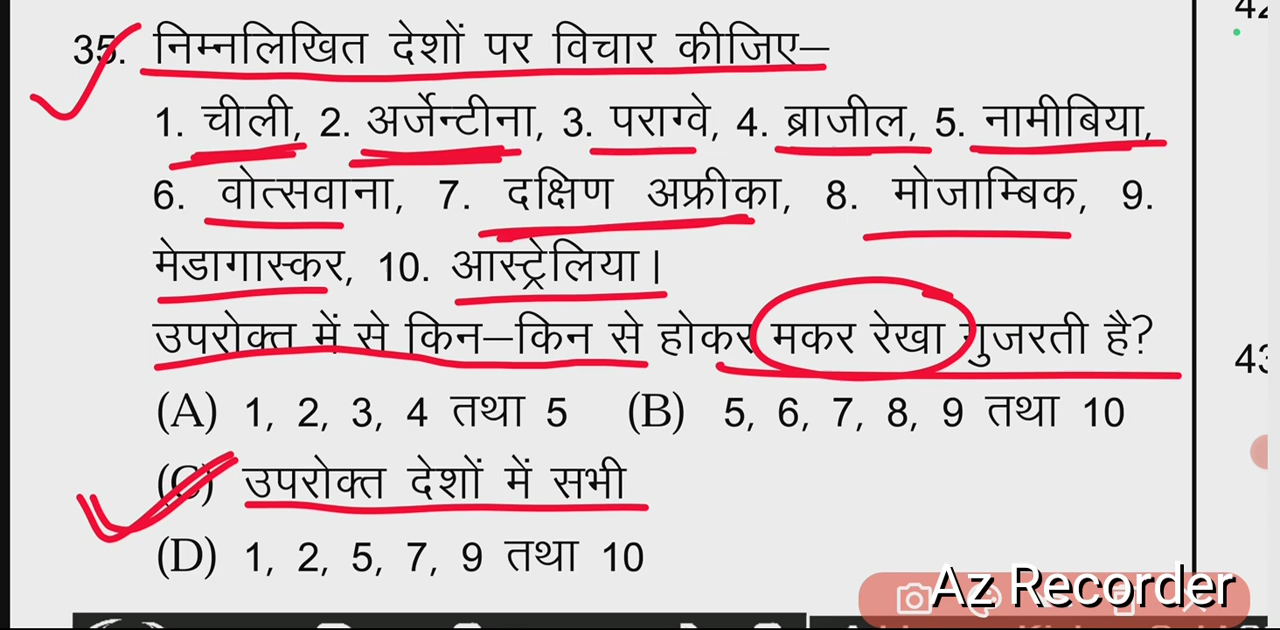 35. निम्नलिखित देशों पर विचार कीजिए–
1. चीली, 2. अर्जेन्टीना, 3. पराग्वे, 4. ब्राजील, 5. नामीबिया,
6. वोत्सवाना, 7. दक्षिण अफ्रीका, 8. मोजाम्बिक, 9.
मेडागास्कर, 10. आस्ट्रेलिया।
उपरोक्त में से किन–किन से होकर मकर रेखा गुजरती है?
(A) 1, 2, 3, 4 तथा 5 (B) 5, 6, 7, 8, 9 तथा 10
(C) उपरोक्त देशों में सभी
(D) 1, 2, 5, 7, 9 तथा 10
Az Recorder